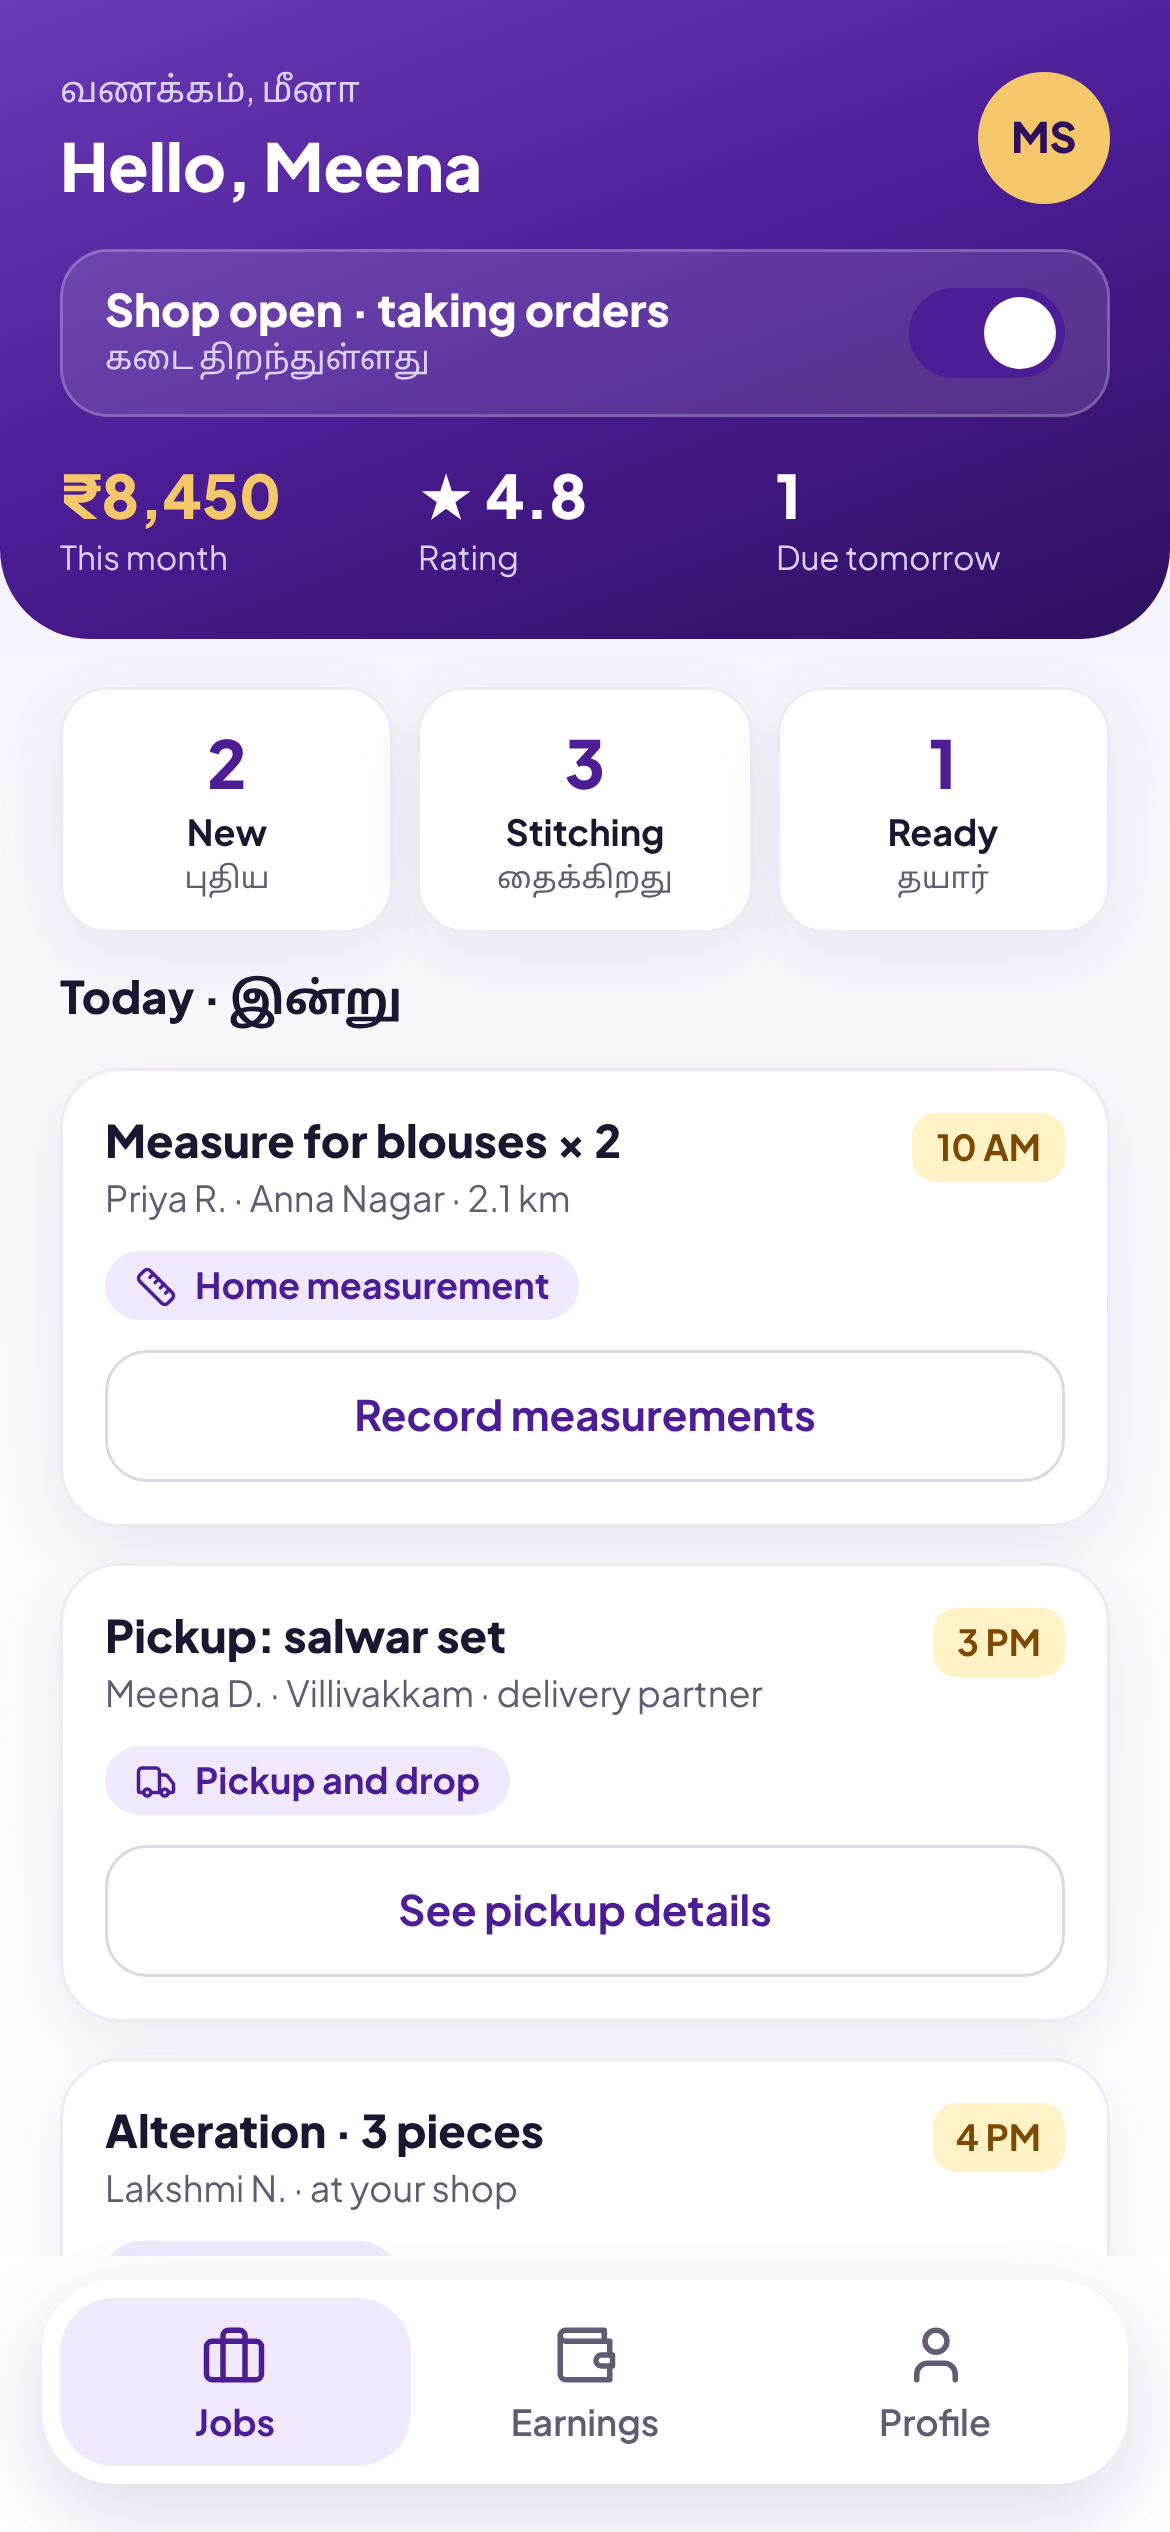 வணக்கம், மீனா
Hello, Meena
MS
Shop open · taking orders
கடை திறந்துள்ளது
₹8,450
This month
★ 4.8
Rating
1
Due tomorrow
2
New
புதிய
3
Stitching
தைக்கிறது
1
Ready
தயார்
Today · இன்று
Measure for blouses × 2
10 AM
Priya R. · Anna Nagar · 2.1 km
Home measurement
Record measurements
Pickup: salwar set
3 PM
Meena D. · Villivakkam · delivery partner
Pickup and drop
See pickup details
Alteration · 3 pieces
4 PM
Lakshmi N. · at your shop
Jobs
Earnings
Profile